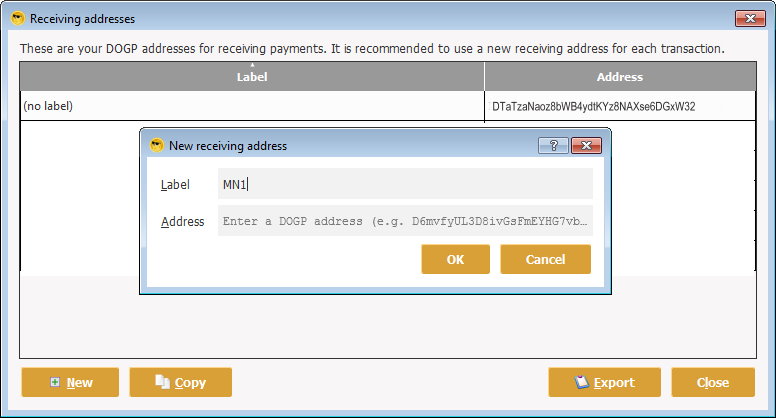 Receiving addresses
These are your DOGP addresses for receiving payments. It is recommended to use a new receiving address for each transaction.
Label Address
(no label) DTaTzaNaoz8bWB4ydtKYz8NAXse6DGxW32
New receiving address
?
Label MN1
Address Enter a DOGP address (e.g. D6mvfyUL3D8ivGsFmEYHG7vb…
OK Cancel
New Copy Export Close